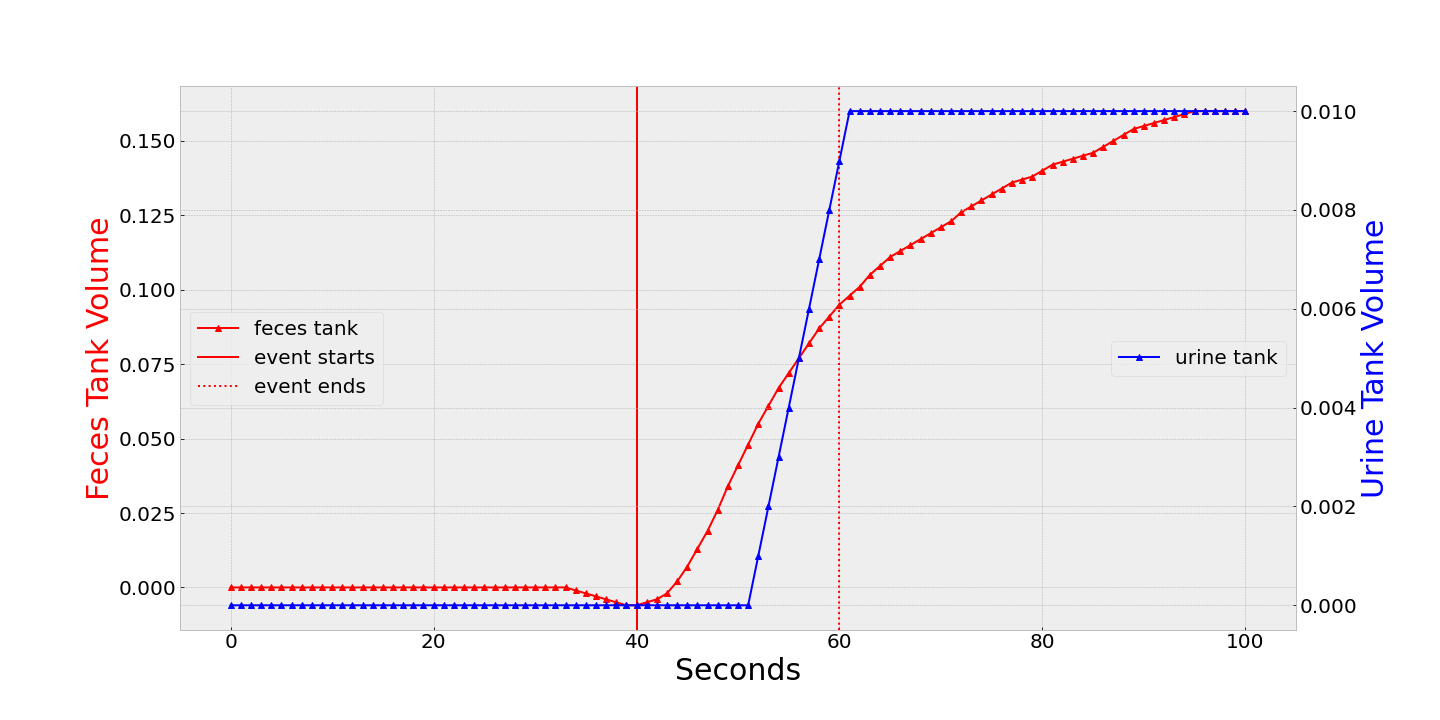 Feces Tank Volume
0.150
0.125
0.100
0.075
0.050
0.025
0.000
feces tank
event starts
event ends
urine tank
0.010
0.008
0.006
0.004
0.002
0.000
Urine Tank Volume
0 20 40 60 80 100
Seconds